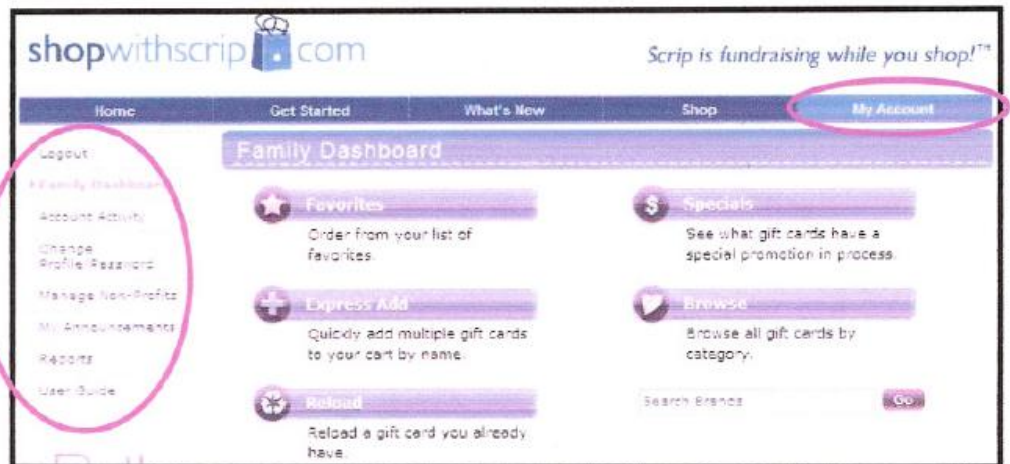 shopwithscrip.com
Scrip is fundraising while you shop!™
Home Get Started What's New Shop My Account
Logout
Family Dashboard
Account Activity
Change
Profile/Password
Manage Non-Profits
My Announcements
Reports
User Guide
Family Dashboard
Favorites
Order from your list of
favorites.
Specials
See what gift cards have a
special promotion in process.
Express Add
Quickly add multiple gift cards
to your cart by name.
Browse
Browse all gift cards by
category.
Reload
Reload a gift card you already
have.
Search Brands Go